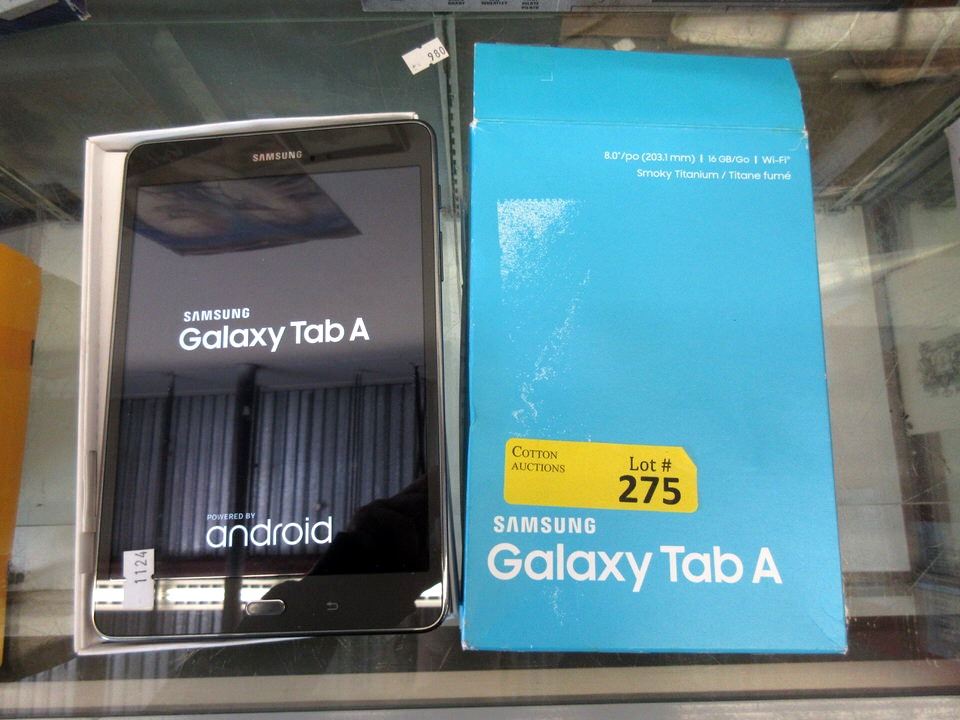 980
SAMSUNG
SAMSUNG
Galaxy Tab A
POWERED BY
android
1124
8.0"/po (203.1 mm) | 16 GB/Go | Wi-Fi®
Smoky Titanium / Titane fumé
COTTON
AUCTIONS
Lot #
275
SAMSUNG
Galaxy Tab A